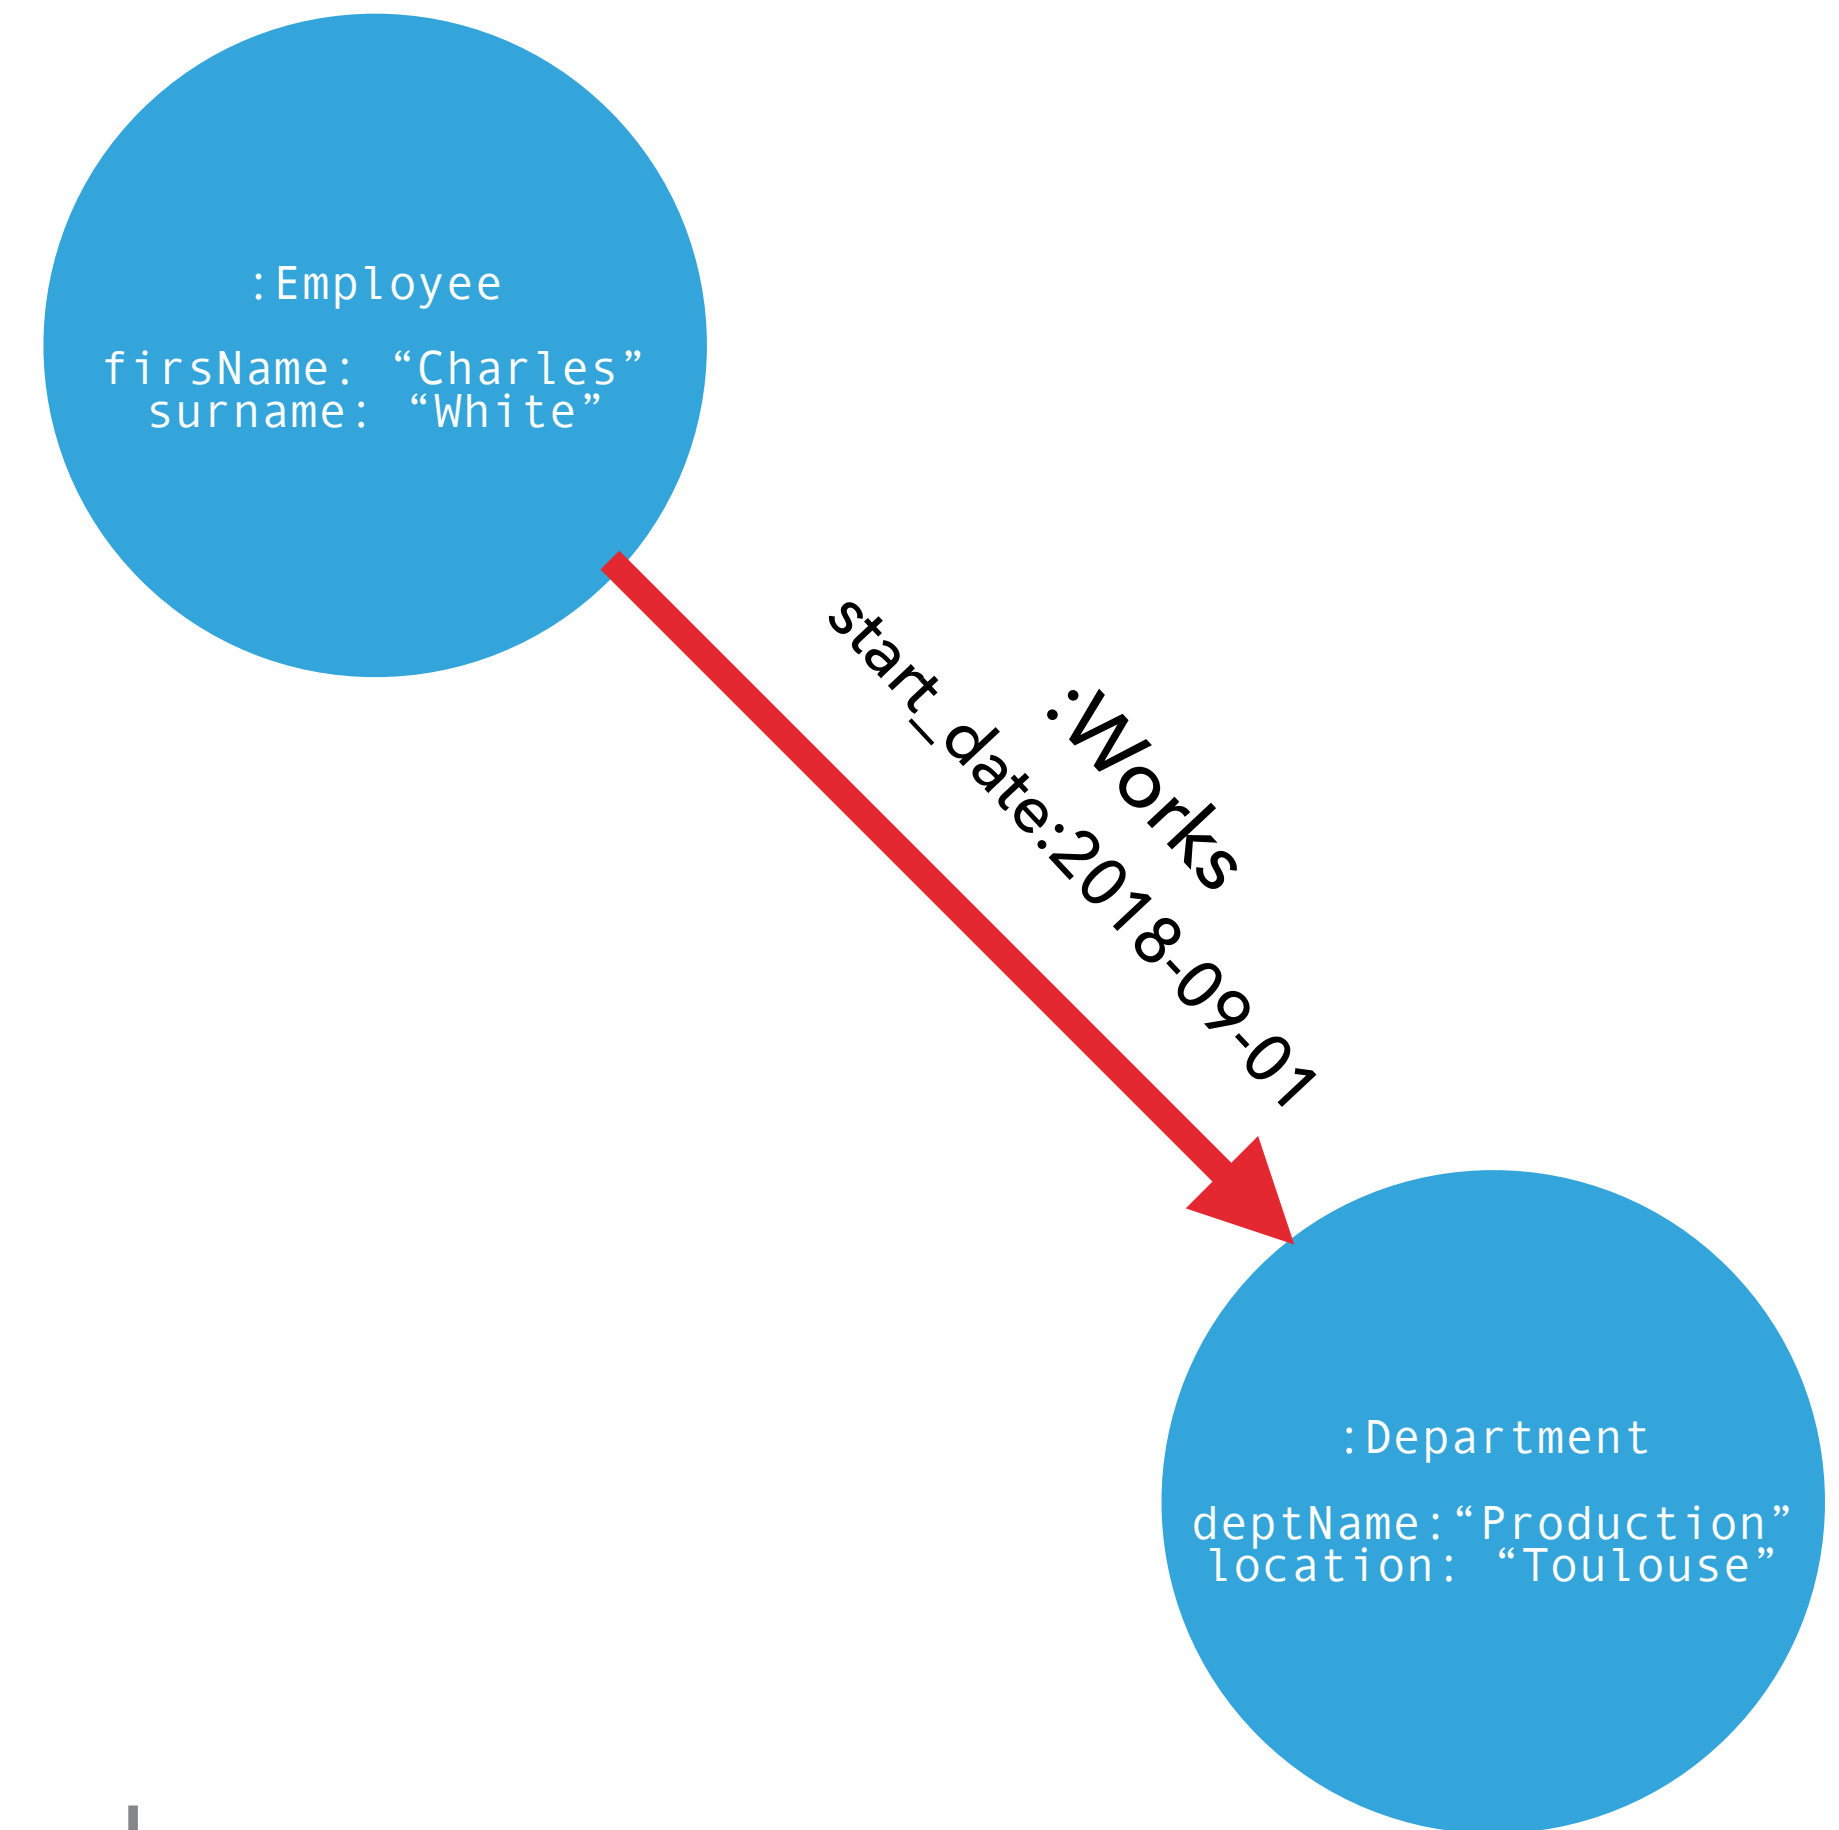 :Employee
firsName: “Charles”
surname: “White”
:Works
start_date:2018-09-01
:Department
deptName:“Production”
location: “Toulouse”